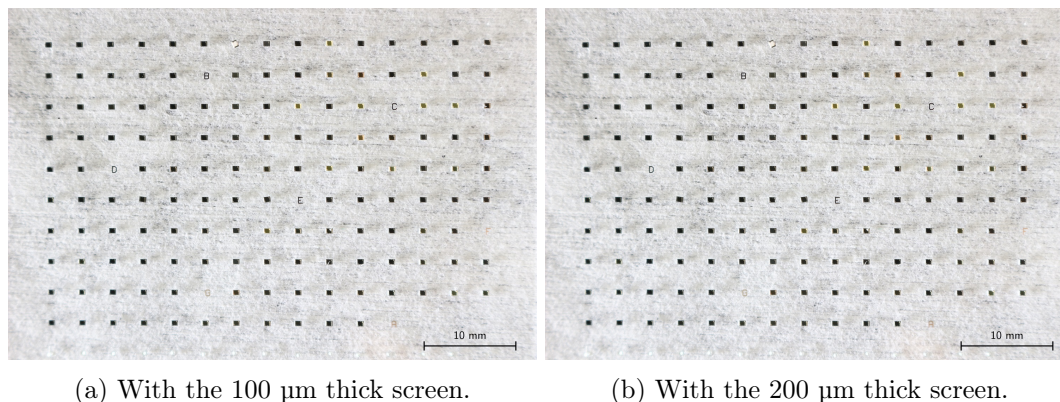 B
C
D
E
10 mm
(a) With the 100 µm thick screen.
B
C
D
E
10 mm
(b) With the 200 µm thick screen.